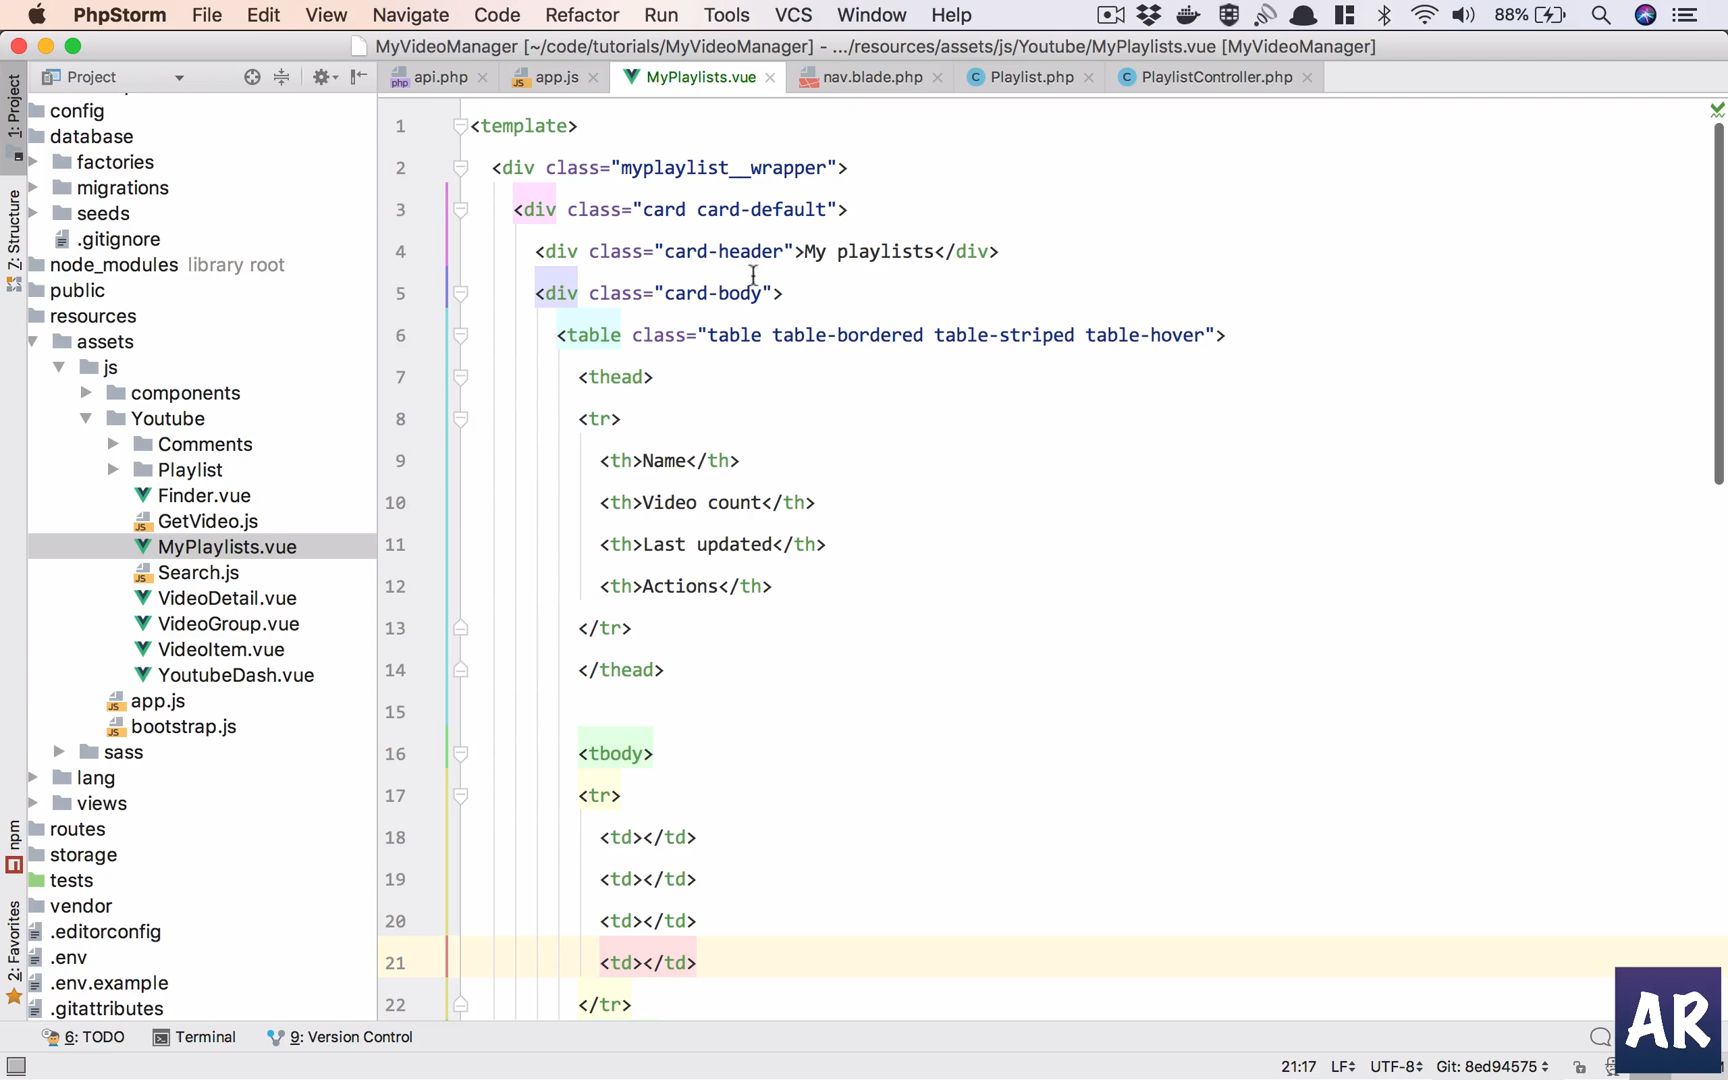 PhpStorm File Edit View Navigate Code Refactor Run Tools VCS Window Help 88%
MyVideoManager [~/code/tutorials/MyVideoManager] - .../resources/assets/js/Youtube/MyPlaylists.vue [MyVideoManager]
Project
api.php
app.js
MyPlaylists.vue
nav.blade.php
Playlist.php
PlaylistController.php
1: Project
Z: Structure
npm
2: Favorites
config
database
factories
migrations
seeds
.gitignore
node_modules library root
public
resources
assets
js
components
Youtube
Comments
Playlist
Finder.vue
GetVideo.js
MyPlaylists.vue
Search.js
VideoDetail.vue
VideoGroup.vue
VideoItem.vue
YoutubeDash.vue
app.js
bootstrap.js
sass
lang
views
routes
storage
tests
vendor
.editorconfig
.env
.env.example
.gitattributes
1 <template>
2 <div class="myplaylist__wrapper">
3 <div class="card card-default">
4 <div class="card-header">My playlists</div>
5 <div class="card-body">
6 <table class="table table-bordered table-striped table-hover">
7 <thead>
8 <tr>
9 <th>Name</th>
10 <th>Video count</th>
11 <th>Last updated</th>
12 <th>Actions</th>
13 </tr>
14 </thead>
15
16 <tbody>
17 <tr>
18 <td></td>
19 <td></td>
20 <td></td>
21 <td></td>
22 </tr>
6: TODO Terminal 9: Version Control
21:17 LF UTF-8 Git: 8ed94575
AR